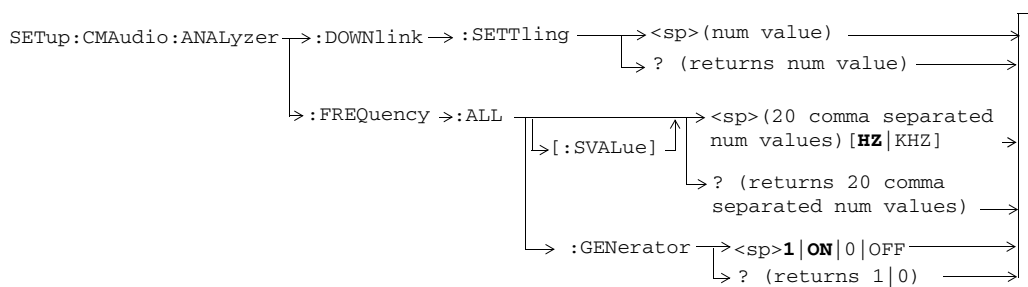 SETup:CMAudio:ANALyzer :DOWNlink :SETTling <sp>(num value)
? (returns num value)
:FREQuency :ALL <sp>(20 comma separated
[:SVALue] num values)[HZ|KHZ]
? (returns 20 comma
separated num values)
:GENerator <sp>1|ON|0|OFF
? (returns 1|0)